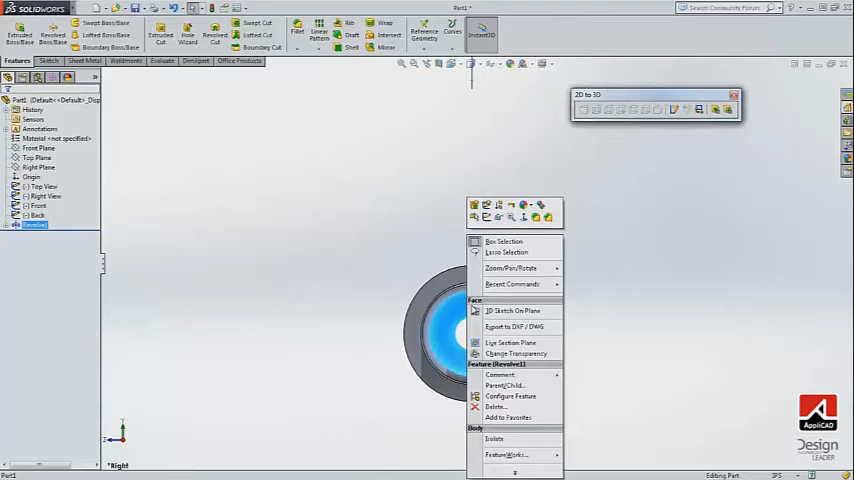 SOLIDWORKS
Part1 *
Search Community Forum
Extruded Boss/Base
Revolved Boss/Base
Swept Boss/Base
Lofted Boss/Base
Boundary Boss/Base
Extruded Cut
Hole Wizard
Revolved Cut
Swept Cut
Lofted Cut
Boundary Cut
Fillet
Linear Pattern
Rib
Draft
Shell
Wrap
Intersect
Mirror
Reference Geometry
Curves
Instant3D
Features
Sketch
Sheet Metal
Weldments
Evaluate
DimXpert
Office Products
2D to 3D
Part1 (Default<<Default>_Disp
History
Sensors
Annotations
Material <not specified>
Front Plane
Top Plane
Right Plane
Origin
(-) Top View
(-) Right View
(-) Front
(-) Back
Revolve1
Box Selection
Lasso Selection
Zoom/Pan/Rotate
Recent Commands
Face
3D Sketch On Plane
Export to DXF / DWG
Live Section Plane
Change Transparency
Feature (Revolve1)
Comment
Parent/Child...
Configure Feature
Delete...
Add to Favorites
Body
Isolate
FeatureWorks...
Y
Z
*Right
AppliCAD
Design
LEADER
Part1
Editing Part
IPS